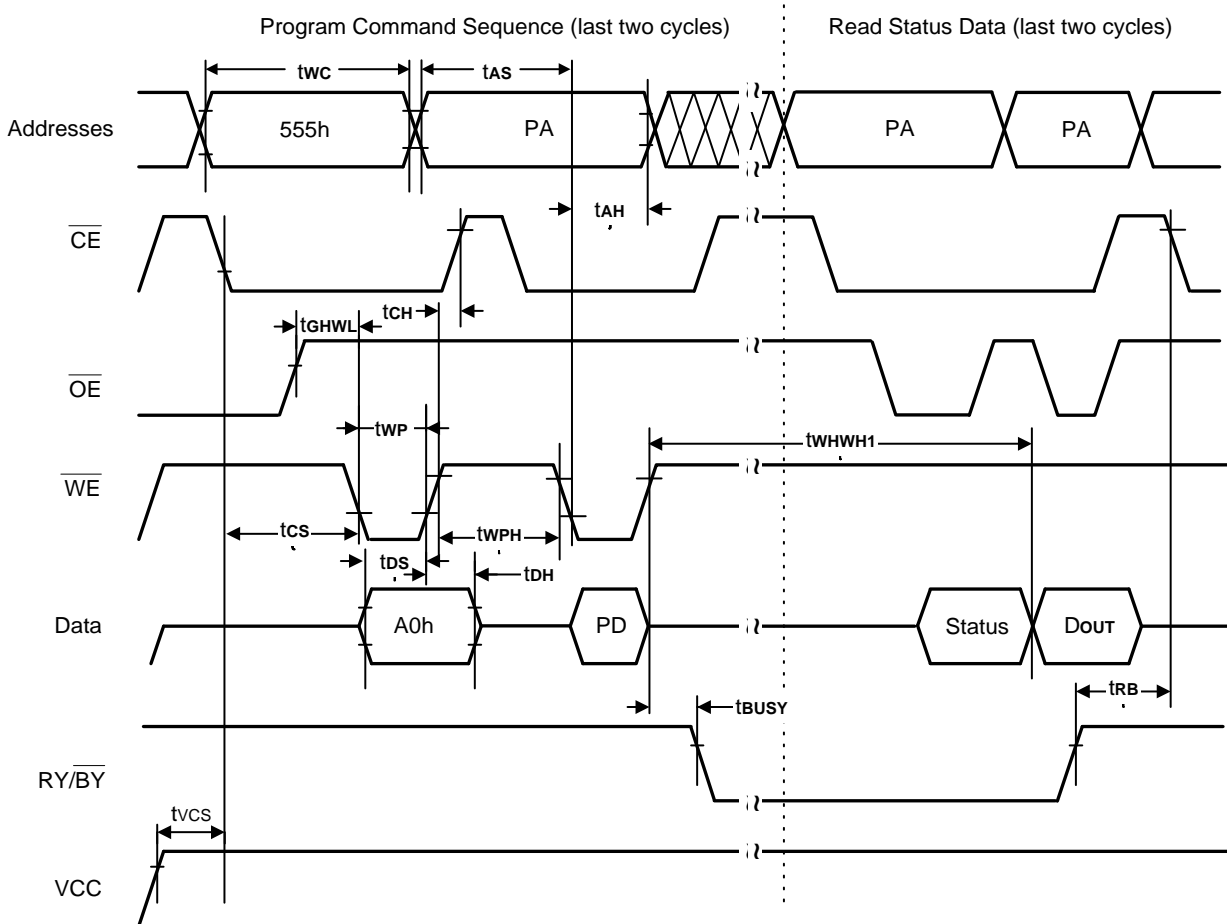 Program Command Sequence (last two cycles)
Read Status Data (last two cycles)
tWC
tAS
Addresses
555h
PA
PA
PA
tAH
CE
tCH
tGHWL
OE
tWP
tWHWH1
WE
tCS
tWPH
tDS
tDH
Data
A0h
PD
Status
DOUT
tRB
tBUSY
RY/BY
tVCS
VCC